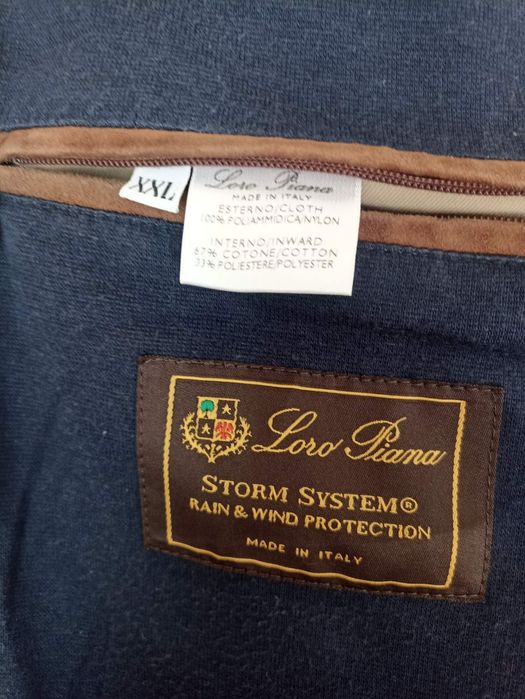 XXL
Loro Piana
MADE IN ITALY
ESTERNO/CLOTH
100% POLIAMMIDICA/NYLON
INTERNO/INWARD
67% COTONE/COTTON
33% POLIESTERE/POLYESTER
Loro Piana
STORM SYSTEM®
RAIN & WIND PROTECTION
MADE IN ITALY